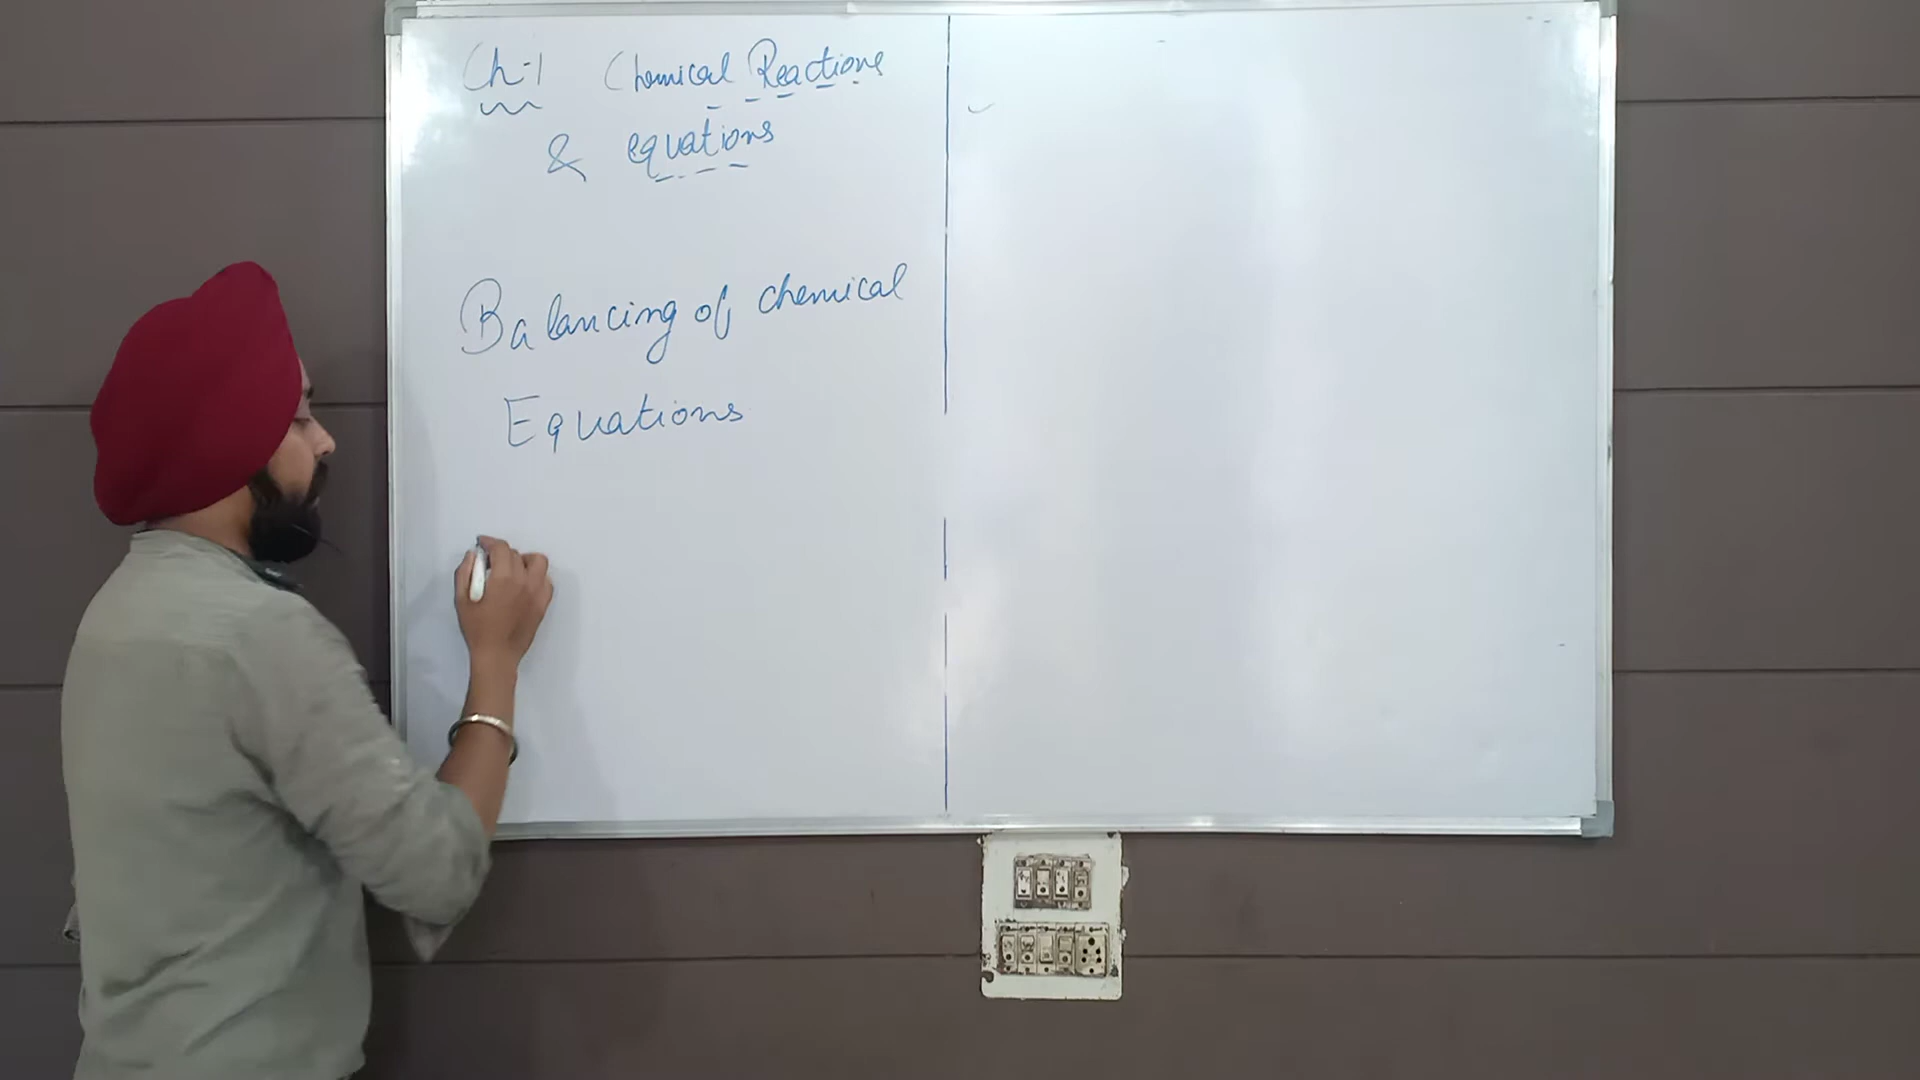 Ch-1 Chemical Reactions
& equations
Balancing of chemical
Equations